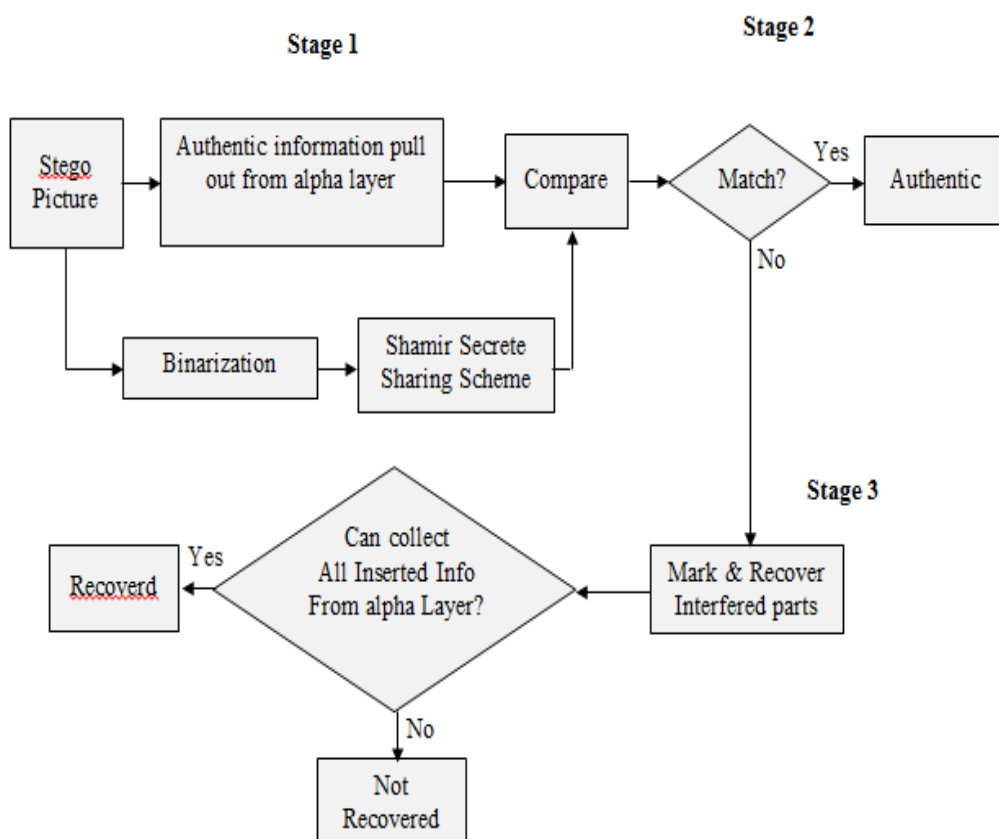 Stage 1
Stage 2
Stego
Picture
Authentic information pull
out from alpha layer
Compare
Match?
Yes
Authentic
No
Binarization
Shamir Secrete
Sharing Scheme
Stage 3
Can collect
All Inserted Info
From alpha Layer?
Yes
Recoverd
Mark & Recover
Interfered parts
No
Not
Recovered